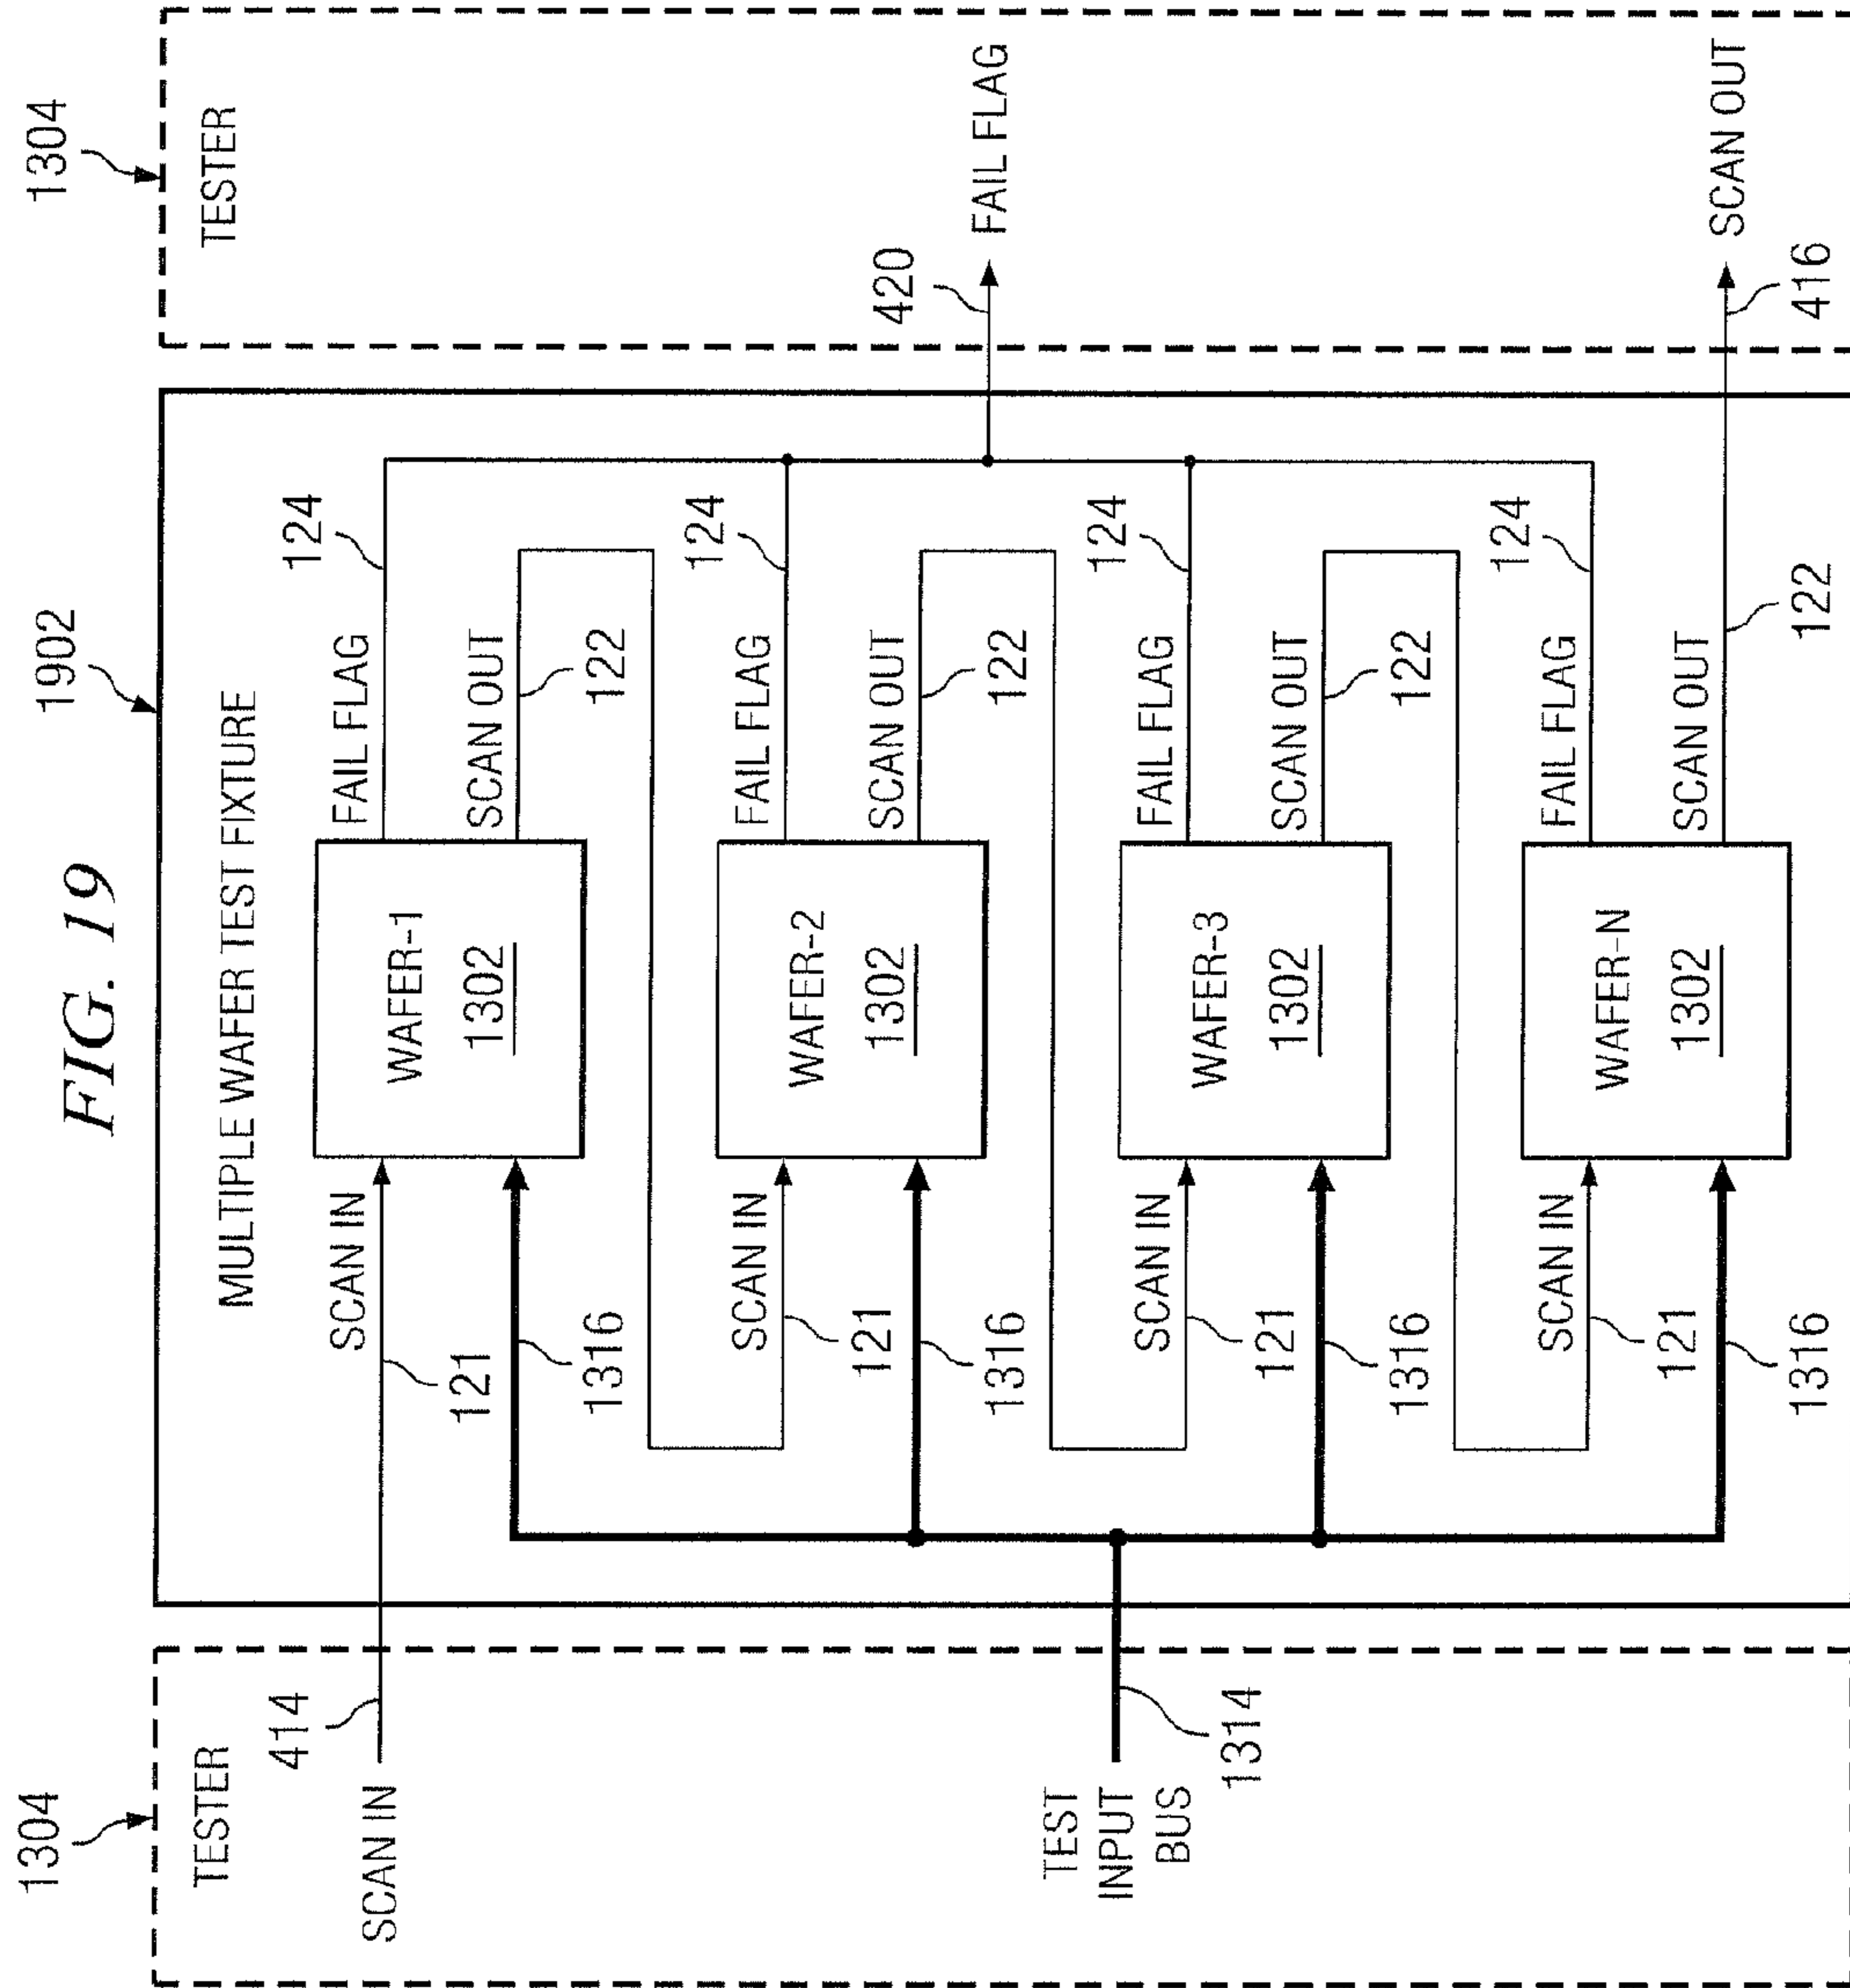 FIG. 19
1304
1902
1304
TESTER
MULTIPLE WAFER TEST FIXTURE
TESTER
414
SCAN IN
SCAN IN
121
WAFER-1
1302
FAIL FLAG
124
SCAN OUT
122
1316
SCAN IN
121
WAFER-2
1302
FAIL FLAG
124
SCAN OUT
122
1316
420
FAIL FLAG
TEST
INPUT
BUS
1314
SCAN IN
121
WAFER-3
1302
FAIL FLAG
124
SCAN OUT
122
1316
SCAN IN
121
WAFER-N
1302
FAIL FLAG
124
SCAN OUT
122
1316
416
SCAN OUT